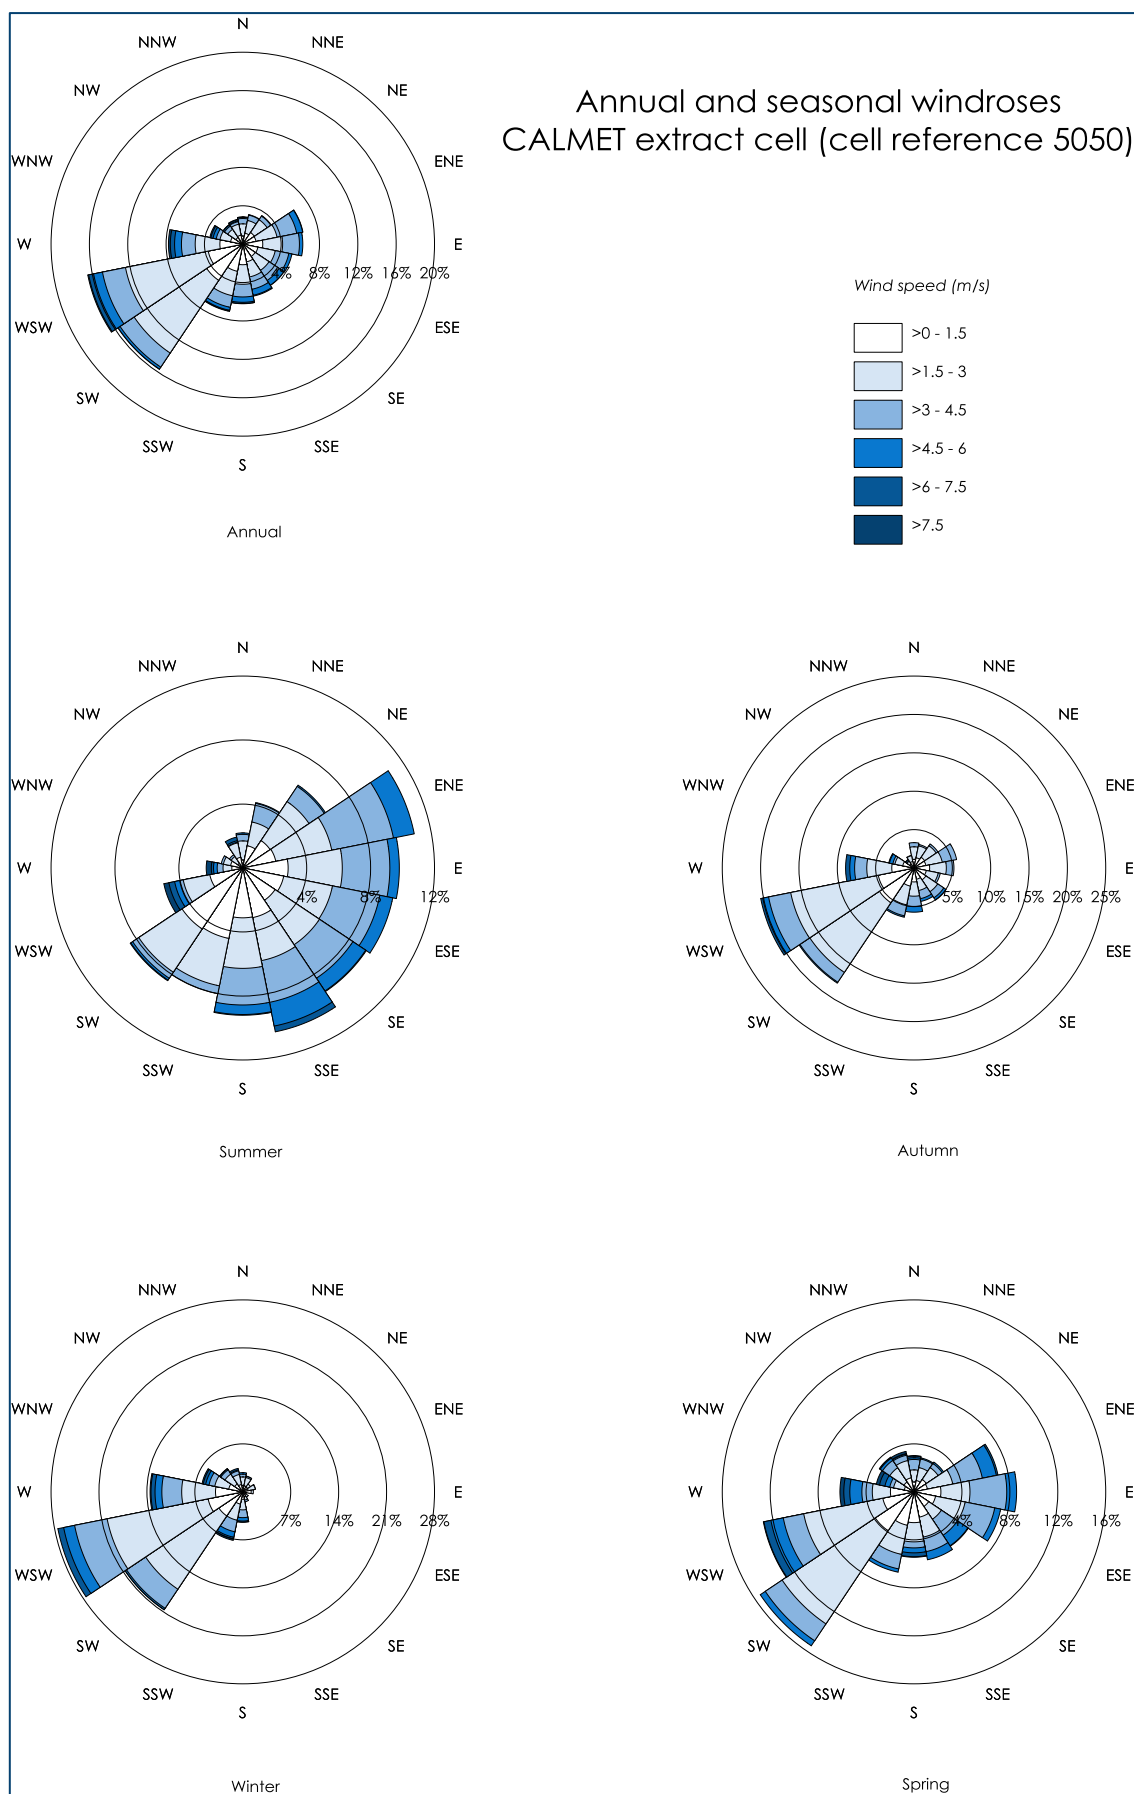 Annual and seasonal windroses
CALMET extract cell (cell reference 5050)
N
NNW NNE
NW NE
WNW ENE
W E
4% 8% 12% 16% 20%
WSW ESE
SW SE
SSW SSE
S
Annual
Wind speed (m/s)
>0 - 1.5
>1.5 - 3
>3 - 4.5
>4.5 - 6
>6 - 7.5
>7.5
N
NNW NNE
NW NE
WNW ENE
W E
4% 8% 12%
WSW ESE
SW SE
SSW SSE
S
Summer
N
NNW NNE
NW NE
WNW ENE
W E
5% 10% 15% 20% 25%
WSW ESE
SW SE
SSW SSE
S
Autumn
N
NNW NNE
NW NE
WNW ENE
W E
7% 14% 21% 28%
WSW ESE
SW SE
SSW SSE
S
Winter
N
NNW NNE
NW NE
WNW ENE
W E
4% 8% 12% 16%
WSW ESE
SW SE
SSW SSE
S
Spring